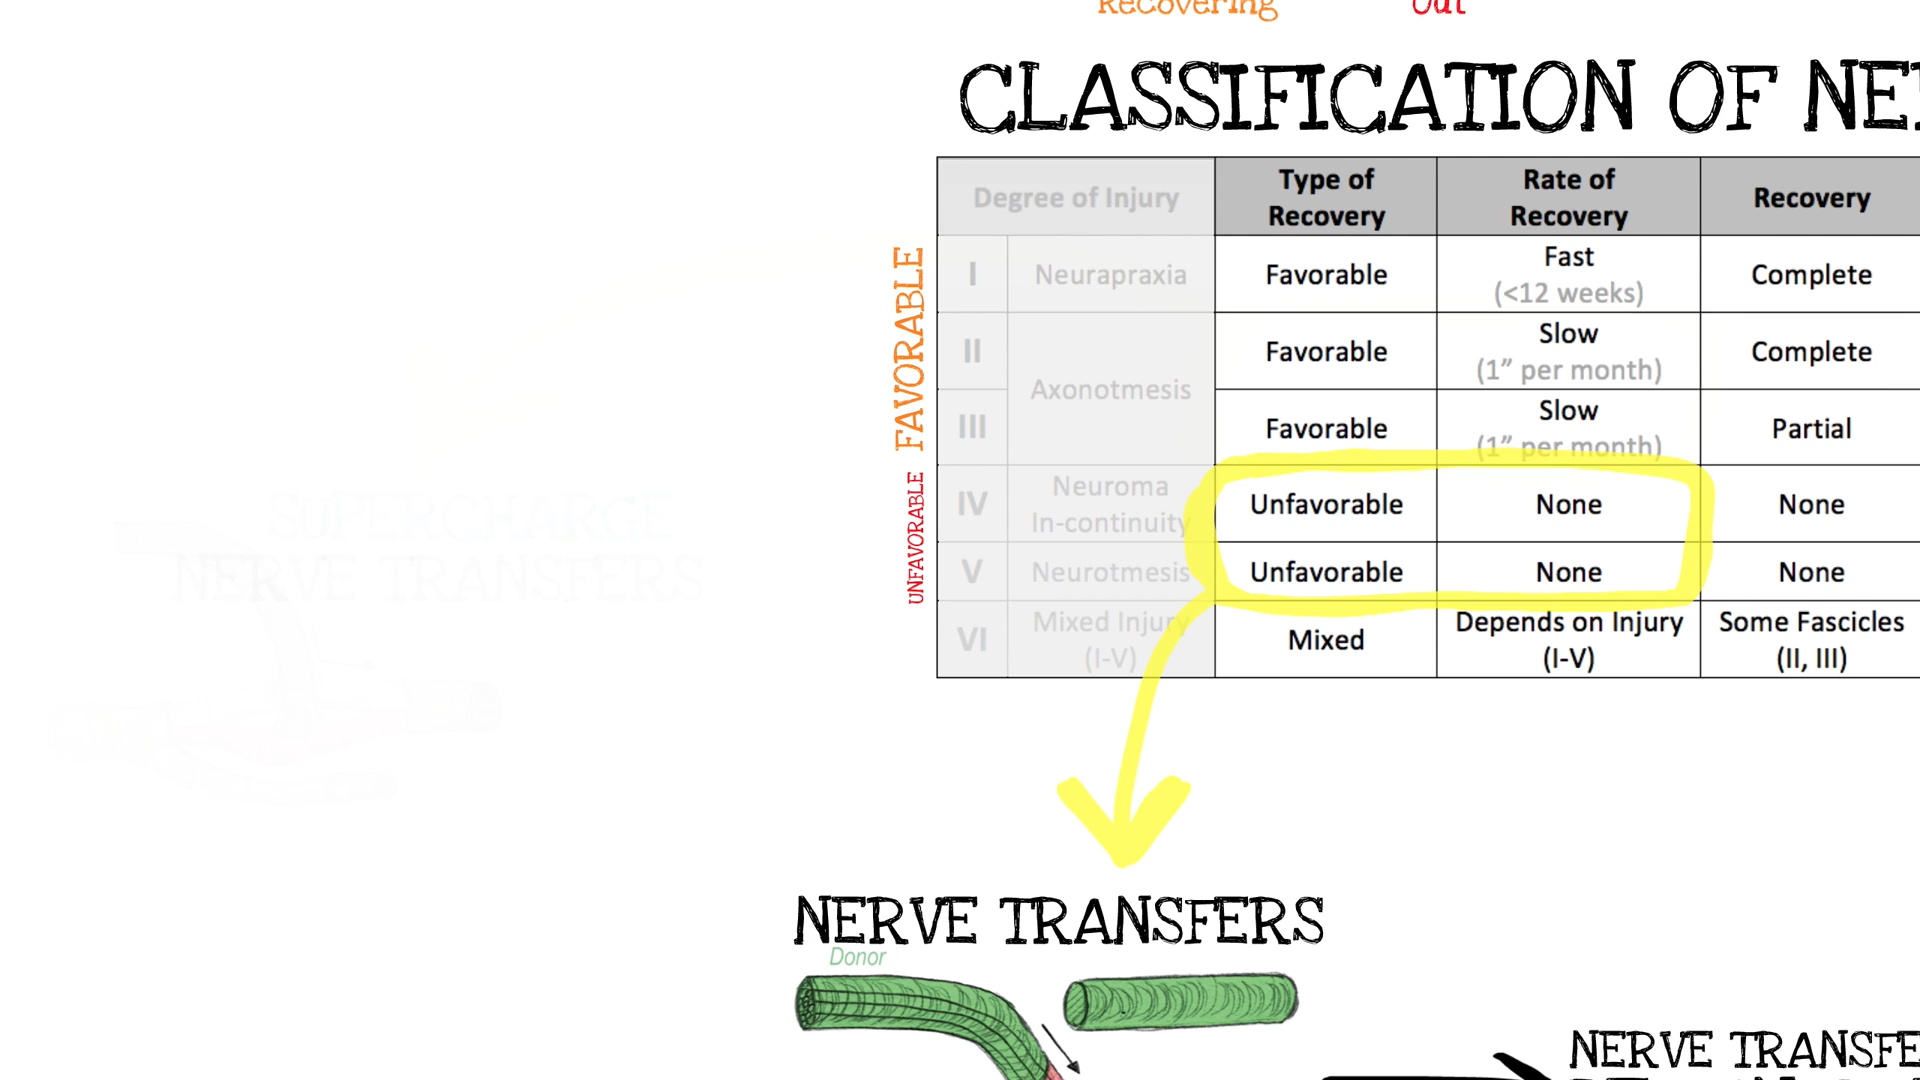 Recovering Out
CLASSIFICATION OF NE
Degree of Injury Type of Recovery Rate of Recovery Recovery
FAVORABLE
I Neurapraxia Favorable Fast (<12 weeks) Complete
II Axonotmesis Favorable Slow (1” per month) Complete
III Favorable Slow (1” per month) Partial
UNFAVORABLE
IV Neuroma In-continuity Unfavorable None None
V Neurotmesis Unfavorable None None
VI Mixed Injury (I-V) Mixed Depends on Injury (I-V) Some Fascicles (II, III)
SUPERCHARGE
NERVE TRANSFERS
NERVE TRANSFERS
Donor
NERVE TRANSFE